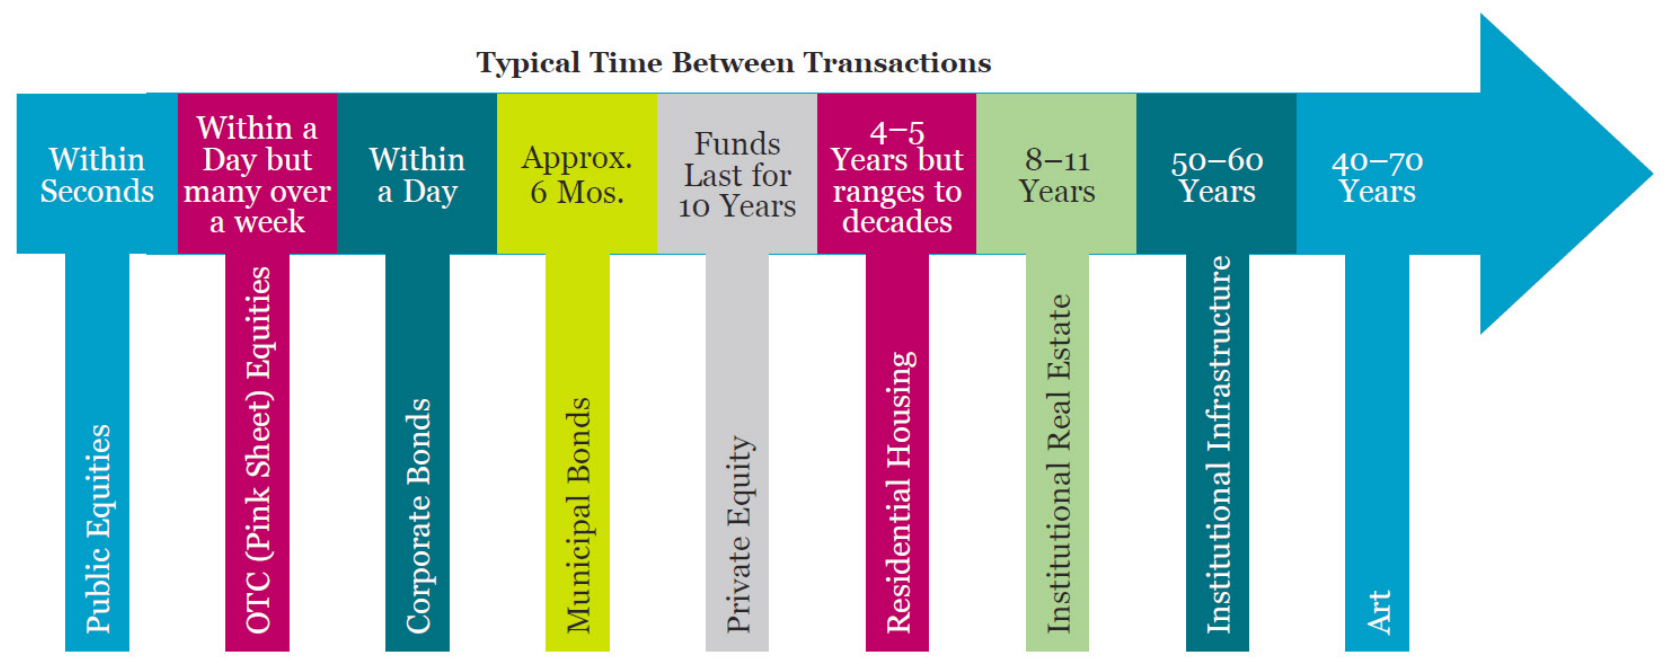 Typical Time Between Transactions
Within
Seconds
Within a
Day but
many over
a week
Within
a Day
Approx.
6 Mos.
Funds
Last for
10 Years
4–5
Years but
ranges to
decades
8–11
Years
50–60
Years
40–70
Years
Public Equities
OTC (Pink Sheet) Equities
Corporate Bonds
Municipal Bonds
Private Equity
Residential Housing
Institutional Real Estate
Institutional Infrastructure
Art